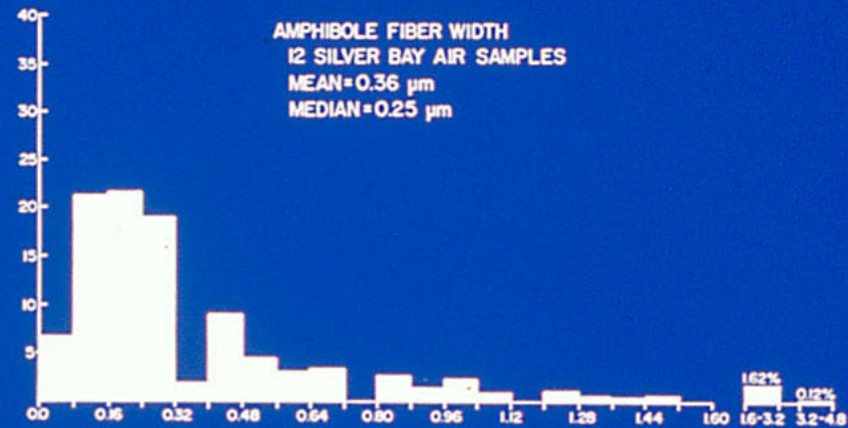 AMPHIBOLE FIBER WIDTH
12 SILVER BAY AIR SAMPLES
MEAN=0.36 μm
MEDIAN=0.25 μm
40
35
30
25
20
15
10
5
1.62%
0.12%
0.0 0.16 0.32 0.48 0.64 0.80 0.96 1.12 1.28 1.44 1.60 1.6-3.2 3.2-4.8